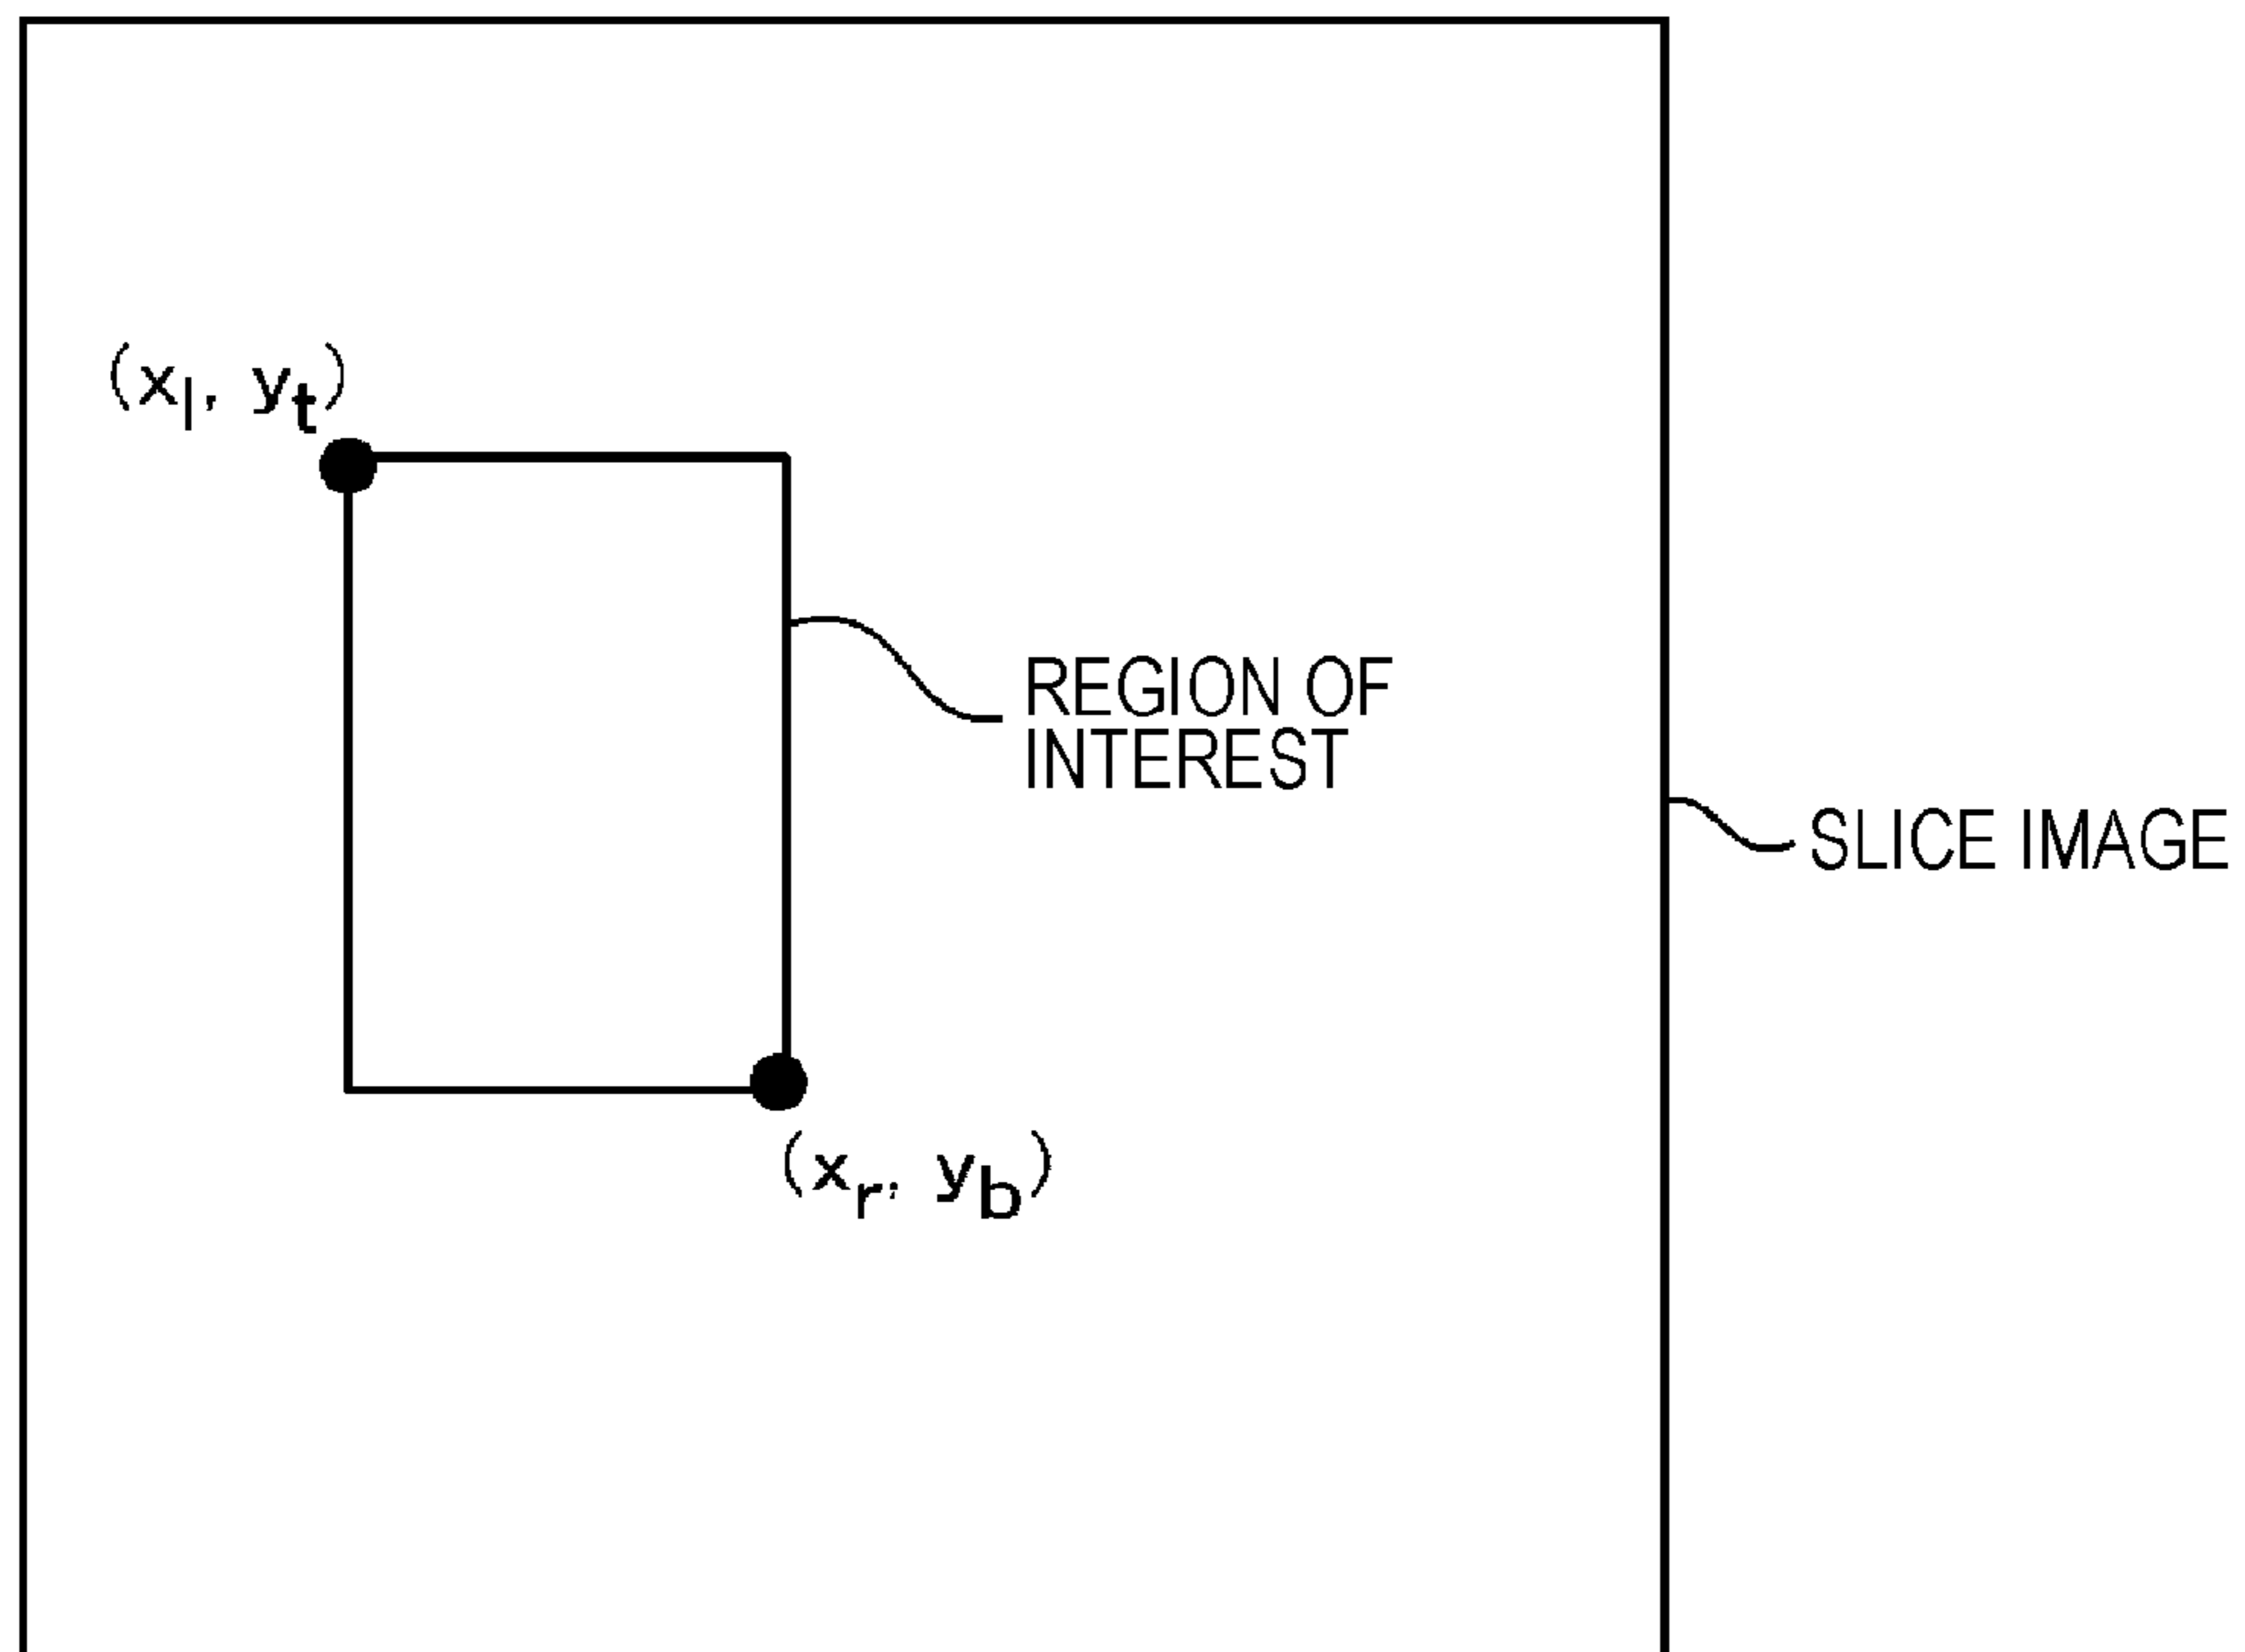 (xl, yt)
REGION OF
INTEREST
SLICE IMAGE
(xr, yb)